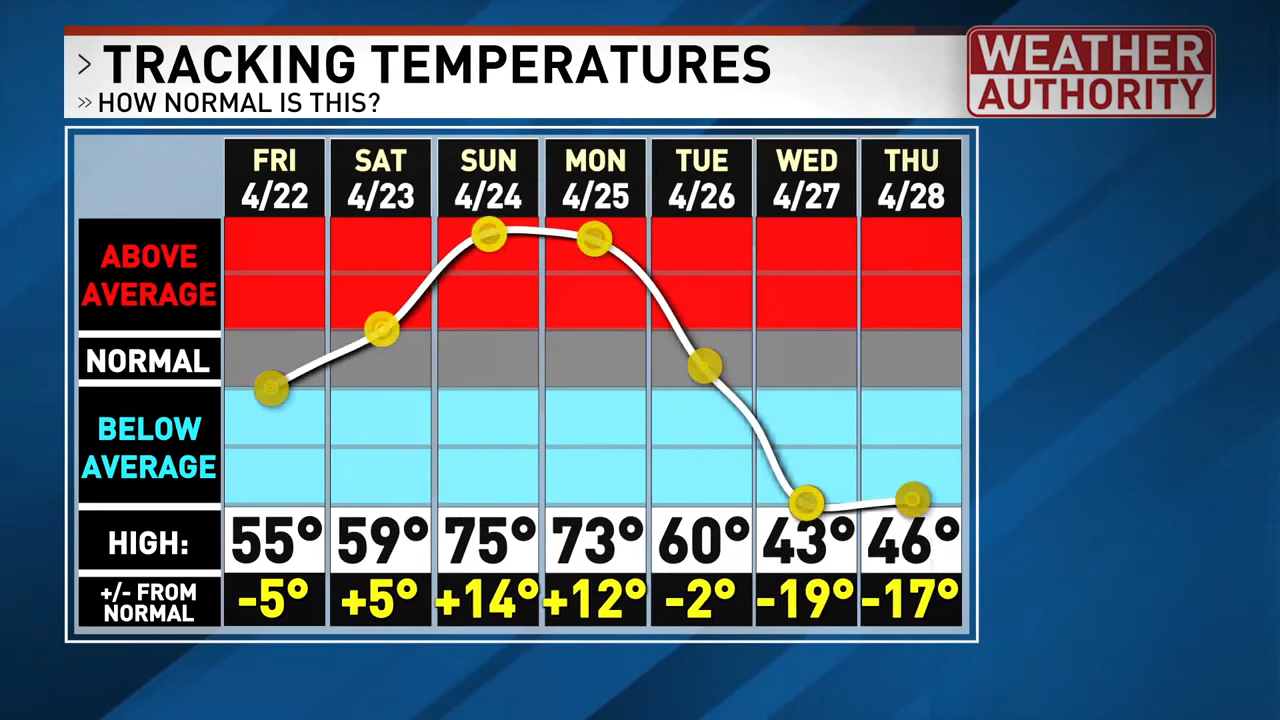 > TRACKING TEMPERATURES
» HOW NORMAL IS THIS?
WEATHER
AUTHORITY
FRI SAT SUN MON TUE WED THU
4/22 4/23 4/24 4/25 4/26 4/27 4/28
ABOVE
AVERAGE
NORMAL
BELOW
AVERAGE
HIGH: 55° 59° 75° 73° 60° 43° 46°
+/- FROM
NORMAL
-5° +5° +14° +12° -2° -19° -17°